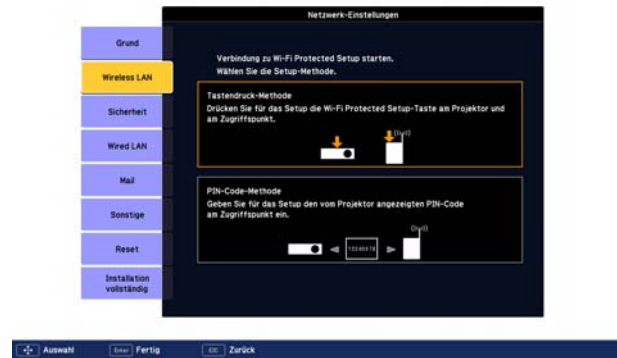 Netzwerk-Einstellungen
Grund
Wireless LAN
Sicherheit
Wired LAN
Mail
Sonstige
Reset
Installation
vollständig
Verbindung zu Wi-Fi Protected Setup starten.
Wählen Sie die Setup-Methode.
Tastendruck-Methode
Drücken Sie für das Setup die Wi-Fi Protected Setup-Taste am Projektor und
am Zugriffspunkt.
PIN-Code-Methode
Geben Sie für das Setup den vom Projektor angezeigten PIN-Code
am Zugriffspunkt ein.
12345678
Auswahl
Enter Fertig
ESC Zurück